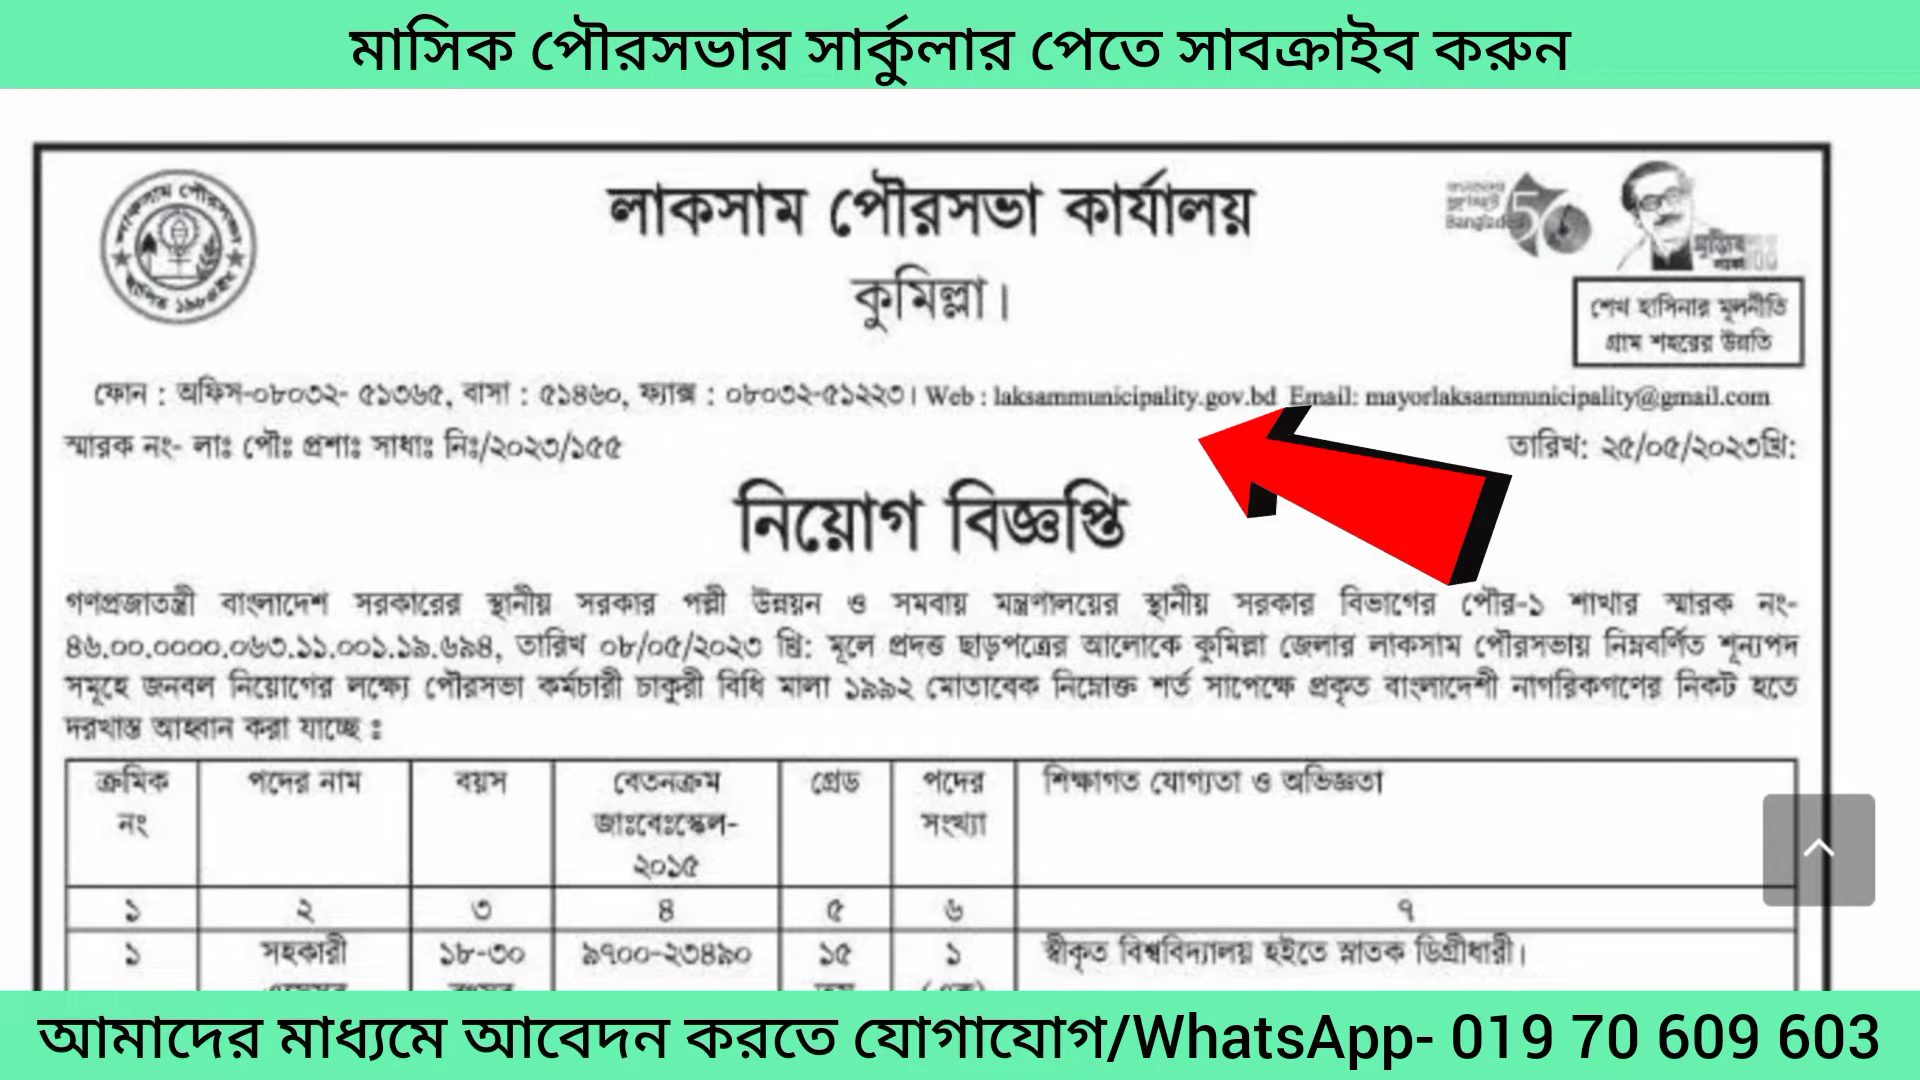 মাসিক পৌরসভার সার্কুলার পেতে সাবক্রাইব করুন
লাকসাম পৌরসভা কার্যালয়
কুমিল্লা।
শেখ হাসিনার মূলনীতি
গ্রাম শহরের উন্নতি
ফোন : অফিস-০৮০৩২- ৫১৩৬৫, বাসা : ৫১৪৬০, ফ্যাক্স : ০৮০৩২-৫১২২৩। Web : laksammunicipality.gov.bd Email: mayorlaksammunicipality@gmail.com
স্মারক নং- লাঃ পৌঃ প্রশাঃ সাধাঃ নিঃ/২০২৩/১৫৫
তারিখ: ২৫/০৫/২০২৩খ্রি:
নিয়োগ বিজ্ঞপ্তি
গণপ্রজাতন্ত্রী বাংলাদেশ সরকারের স্থানীয় সরকার পল্লী উন্নয়ন ও সমবায় মন্ত্রণালয়ের স্থানীয় সরকার বিভাগের পৌর-১ শাখার স্মারক নং-
৪৬.০০.০০০০.০৬৩.১১.০০১.১৯.৬৯৪, তারিখ ০৮/০৫/২০২৩ খ্রি: মূলে প্রদত্ত ছাড়পত্রের আলোকে কুমিল্লা জেলার লাকসাম পৌরসভায় নিম্নবর্ণিত শূন্যপদ
সমূহে জনবল নিয়োগের লক্ষ্যে পৌরসভা কর্মচারী চাকুরী বিধি মালা ১৯৯২ মোতাবেক নিম্নোক্ত শর্ত সাপেক্ষে প্রকৃত বাংলাদেশী নাগরিকগণের নিকট হতে
দরখাস্ত আহ্বান করা যাচ্ছে ঃ
ক্রমিক নং পদের নাম বয়স বেতনক্রম জাঃবেঃস্কেল-২০১৫ গ্রেড পদের সংখ্যা শিক্ষাগত যোগ্যতা ও অভিজ্ঞতা
১ ২ ৩ ৪ ৫ ৬ ৭
১ সহকারী ১৮-৩০ ৯৭০০-২৩৪৯০ ১৫ ১ স্বীকৃত বিশ্ববিদ্যালয় হইতে স্নাতক ডিগ্রীধারী।
আমাদের মাধ্যমে আবেদন করতে যোগাযোগ/WhatsApp- 019 70 609 603